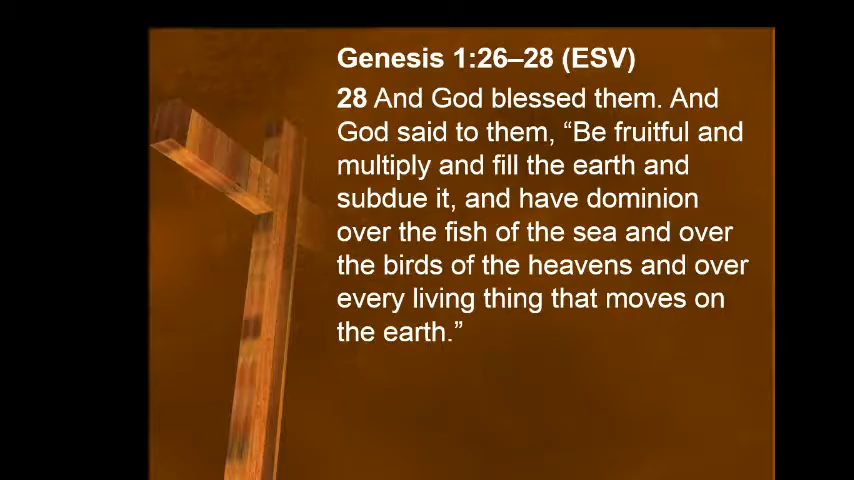 Genesis 1:26–28 (ESV)
28 And God blessed them. And
God said to them, “Be fruitful and
multiply and fill the earth and
subdue it, and have dominion
over the fish of the sea and over
the birds of the heavens and over
every living thing that moves on
the earth.”